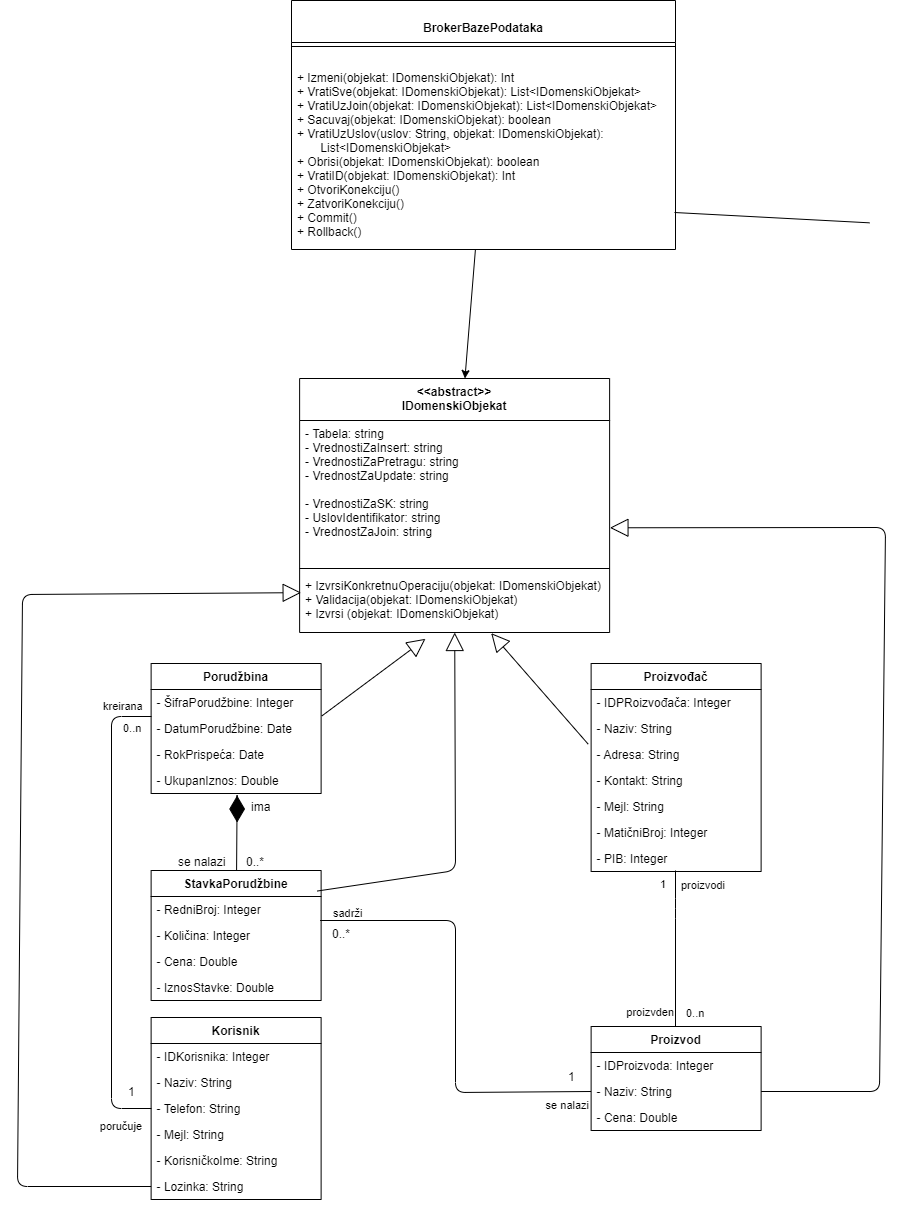 BrokerBazePodataka
+ Izmeni(objekat: IDomenskiObjekat): Int
+ VratiSve(objekat: IDomenskiObjekat): List<IDomenskiObjekat>
+ VratiUzJoin(objekat: IDomenskiObjekat): List<IDomenskiObjekat>
+ Sacuvaj(objekat: IDomenskiObjekat): boolean
+ VratiUzUslov(uslov: String, objekat: IDomenskiObjekat):
List<IDomenskiObjekat>
+ Obrisi(objekat: IDomenskiObjekat): boolean
+ VratiID(objekat: IDomenskiObjekat): Int
+ OtvoriKonekciju()
+ ZatvoriKonekciju()
+ Commit()
+ Rollback()
<<abstract>>
IDomenskiObjekat
- Tabela: string
- VrednostiZaInsert: string
- VrednostiZaPretragu: string
- VrednostZaUpdate: string
- VrednostiZaSK: string
- UslovIdentifikator: string
- VrednostZaJoin: string
+ IzvrsiKonkretnuOperaciju(objekat: IDomenskiObjekat)
+ Validacija(objekat: IDomenskiObjekat)
+ Izvrsi (objekat: IDomenskiObjekat)
Porudžbina
- ŠifraPorudžbine: Integer
- DatumPorudžbine: Date
- RokPrispeća: Date
- UkupanIznos: Double
kreirana
0..n
ima
se nalazi
0..*
StavkaPorudžbine
- RedniBroj: Integer
- Količina: Integer
- Cena: Double
- IznosStavke: Double
sadrži
0..*
Korisnik
- IDKorisnika: Integer
- Naziv: String
- Telefon: String
- Mejl: String
- KorisničkoIme: String
- Lozinka: String
1
poručuje
Proizvođač
- IDPRoizvođača: Integer
- Naziv: String
- Adresa: String
- Kontakt: String
- Mejl: String
- MatičniBroj: Integer
- PIB: Integer
1
proizvodi
proizvden
0..n
Proizvod
- IDProizvoda: Integer
- Naziv: String
- Cena: Double
1
se nalazi